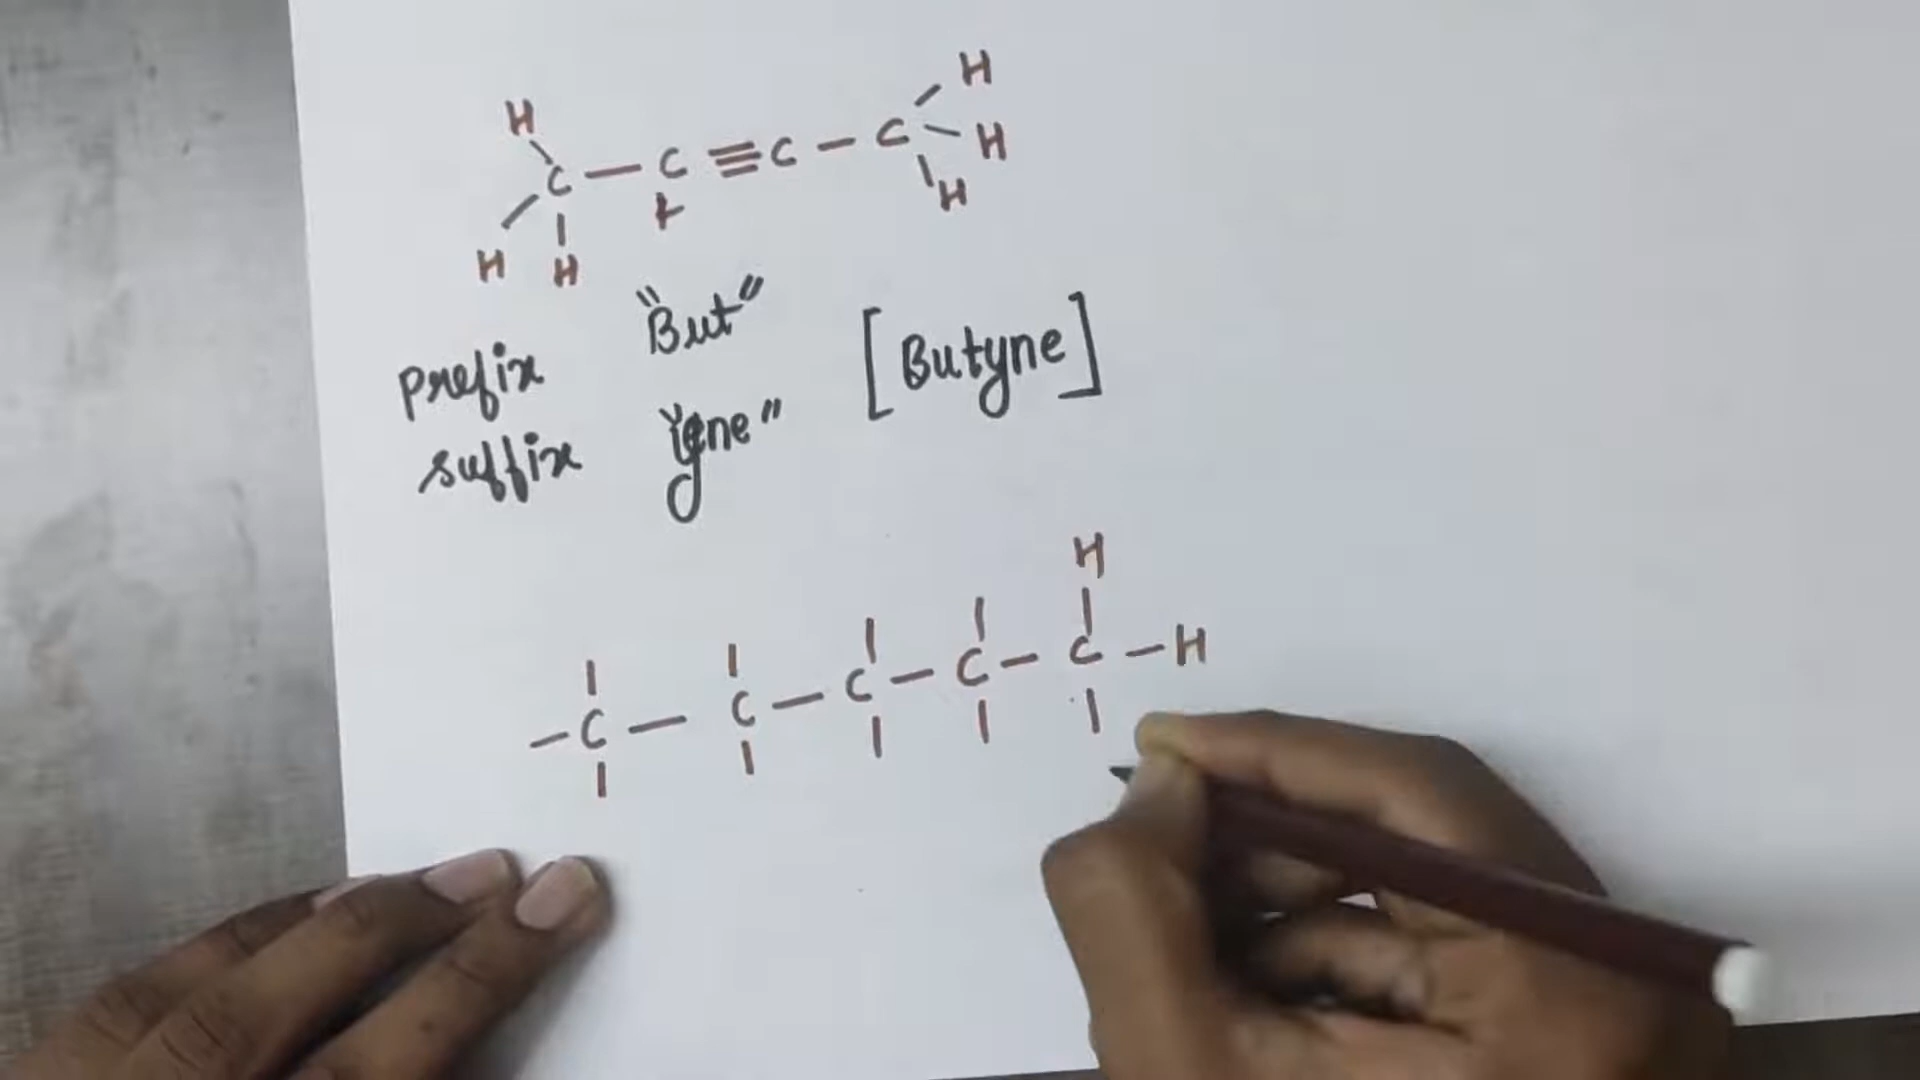 H H
C — C ≡ C — C H
H H H
prefix "But" [Butyne]
suffix "yne"
H
— C — C — C — C — C — H